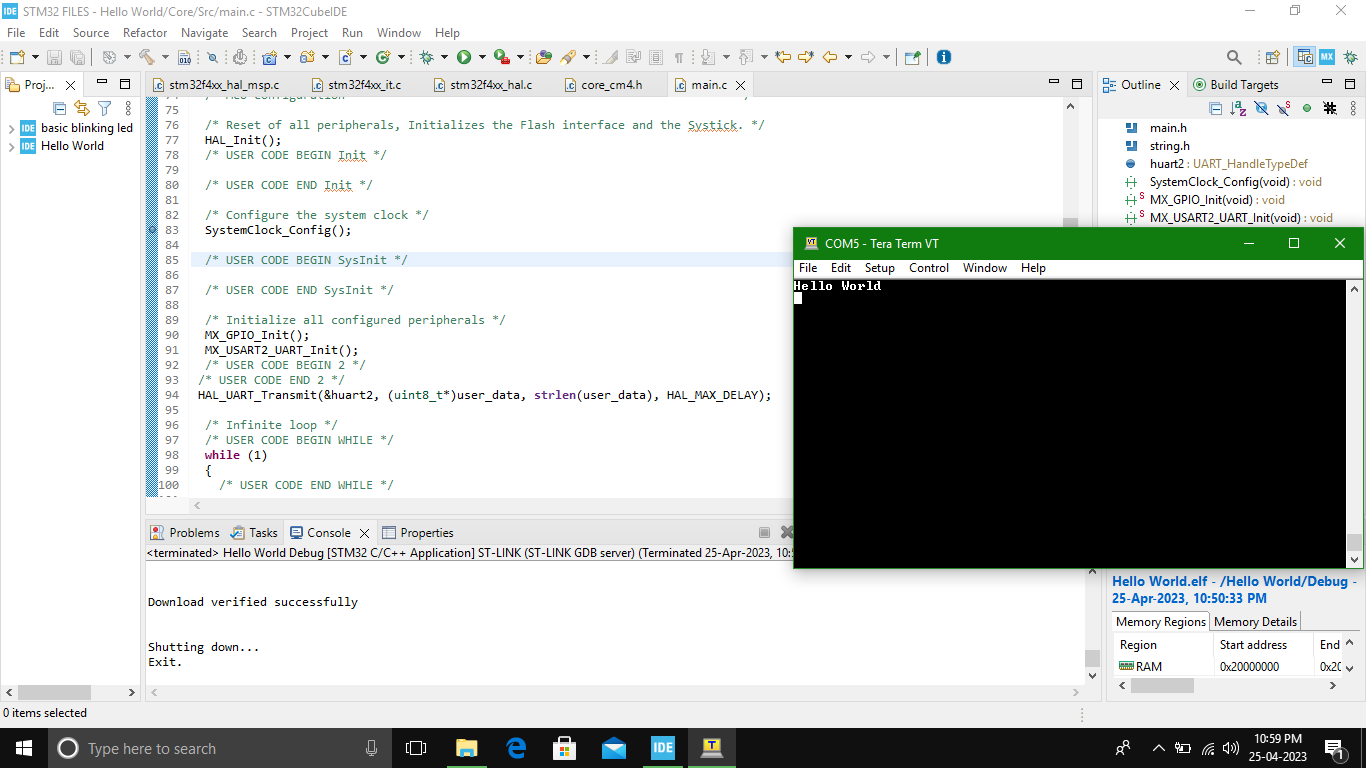 IDE STM32 FILES - Hello World/Core/Src/main.c - STM32CubeIDE
File Edit Source Refactor Navigate Search Project Run Window Help
Proj...
IDE basic blinking led
IDE Hello World
stm32f4xx_hal_msp.c stm32f4xx_it.c stm32f4xx_hal.c core_cm4.h main.c
75
76 /* Reset of all peripherals, Initializes the Flash interface and the Systick. */
77 HAL_Init();
78 /* USER CODE BEGIN Init */
79
80 /* USER CODE END Init */
81
82 /* Configure the system clock */
83 SystemClock_Config();
84
85 /* USER CODE BEGIN SysInit */
86
87 /* USER CODE END SysInit */
88
89 /* Initialize all configured peripherals */
90 MX_GPIO_Init();
91 MX_USART2_UART_Init();
92 /* USER CODE BEGIN 2 */
93 /* USER CODE END 2 */
94 HAL_UART_Transmit(&huart2, (uint8_t*)user_data, strlen(user_data), HAL_MAX_DELAY);
95
96 /* Infinite loop */
97 /* USER CODE BEGIN WHILE */
98 while (1)
99 {
100 /* USER CODE END WHILE */
Outline Build Targets
main.h
string.h
huart2 : UART_HandleTypeDef
SystemClock_Config(void) : void
MX_GPIO_Init(void) : void
MX_USART2_UART_Init(void) : void
COM5 - Tera Term VT
File Edit Setup Control Window Help
Hello World
Problems Tasks Console Properties
<terminated> Hello World Debug [STM32 C/C++ Application] ST-LINK (ST-LINK GDB server) (Terminated 25-Apr-2023, 10:5
Download verified successfully
Shutting down...
Exit.
Hello World.elf - /Hello World/Debug -
25-Apr-2023, 10:50:33 PM
Memory Regions Memory Details
Region Start address End
RAM 0x20000000 0x20
0 items selected
Type here to search
IDE
10:59 PM
25-04-2023
1